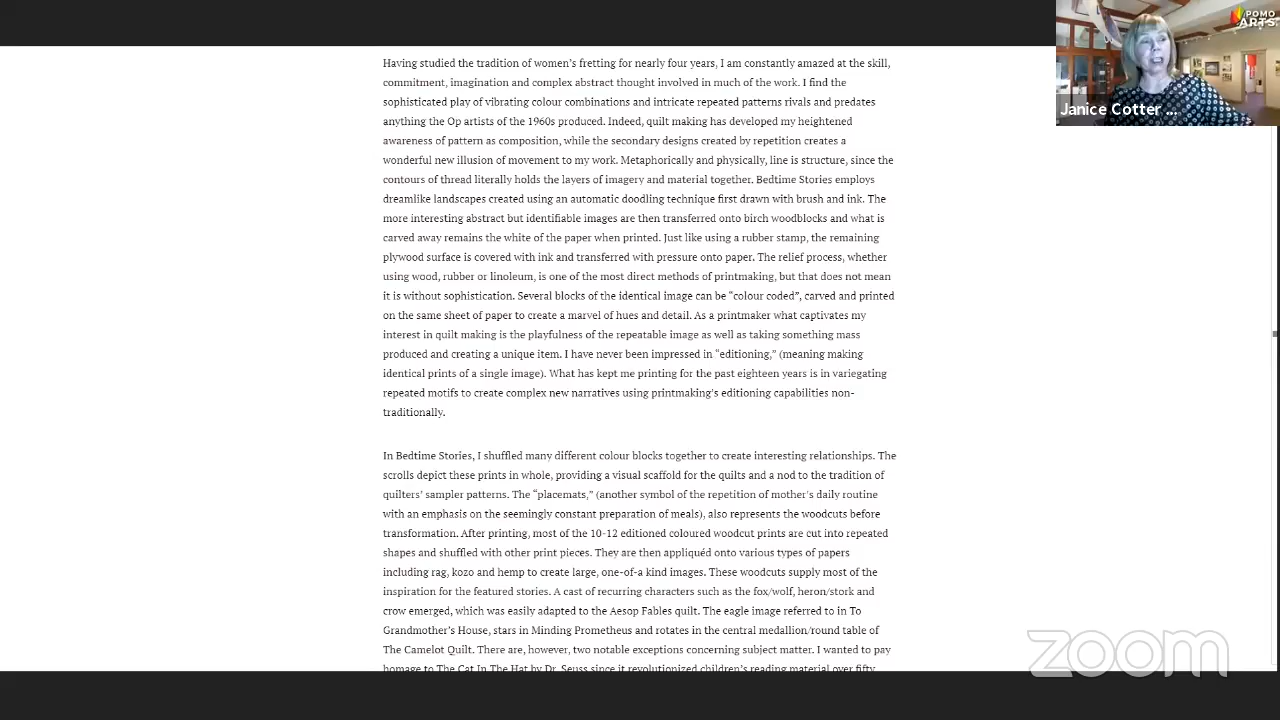 POMO
ARTS
Janice Cotter ...
Having studied the tradition of women's fretting for nearly four years, I am constantly amazed at the skill,
commitment, imagination and complex abstract thought involved in much of the work. I find the
sophisticated play of vibrating colour combinations and intricate repeated patterns rivals and predates
anything the Op artists of the 1960s produced. Indeed, quilt making has developed my heightened
awareness of pattern as composition, while the secondary designs created by repetition creates a
wonderful new illusion of movement to my work. Metaphorically and physically, line is structure, since the
contours of thread literally holds the layers of imagery and material together. Bedtime Stories employs
dreamlike landscapes created using an automatic doodling technique first drawn with brush and ink. The
more interesting abstract but identifiable images are then transferred onto birch woodblocks and what is
carved away remains the white of the paper when printed. Just like using a rubber stamp, the remaining
plywood surface is covered with ink and transferred with pressure onto paper. The relief process, whether
using wood, rubber or linoleum, is one of the most direct methods of printmaking, but that does not mean
it is without sophistication. Several blocks of the identical image can be “colour coded”, carved and printed
on the same sheet of paper to create a marvel of hues and detail. As a printmaker what captivates my
interest in quilt making is the playfulness of the repeatable image as well as taking something mass
produced and creating a unique item. I have never been impressed in “editioning,” (meaning making
identical prints of a single image). What has kept me printing for the past eighteen years is in variegating
repeated motifs to create complex new narratives using printmaking's editioning capabilities non-
traditionally.
In Bedtime Stories, I shuffled many different colour blocks together to create interesting relationships. The
scrolls depict these prints in whole, providing a visual scaffold for the quilts and a nod to the tradition of
quilters' sampler patterns. The “placemats,” (another symbol of the repetition of mother's daily routine
with an emphasis on the seemingly constant preparation of meals), also represents the woodcuts before
transformation. After printing, most of the 10-12 editioned coloured woodcut prints are cut into repeated
shapes and shuffled with other print pieces. They are then appliquéd onto various types of papers
including rag, kozo and hemp to create large, one-of-a kind images. These woodcuts supply most of the
inspiration for the featured stories. A cast of recurring characters such as the fox/wolf, heron/stork and
crow emerged, which was easily adapted to the Aesop Fables quilt. The eagle image referred to in To
Grandmother's House, stars in Minding Prometheus and rotates in the central medallion/round table of
The Camelot Quilt. There are, however, two notable exceptions concerning subject matter. I wanted to pay
homage to The Cat In The Hat by Dr. Seuss since it revolutionized children's reading material over fifty
zoom